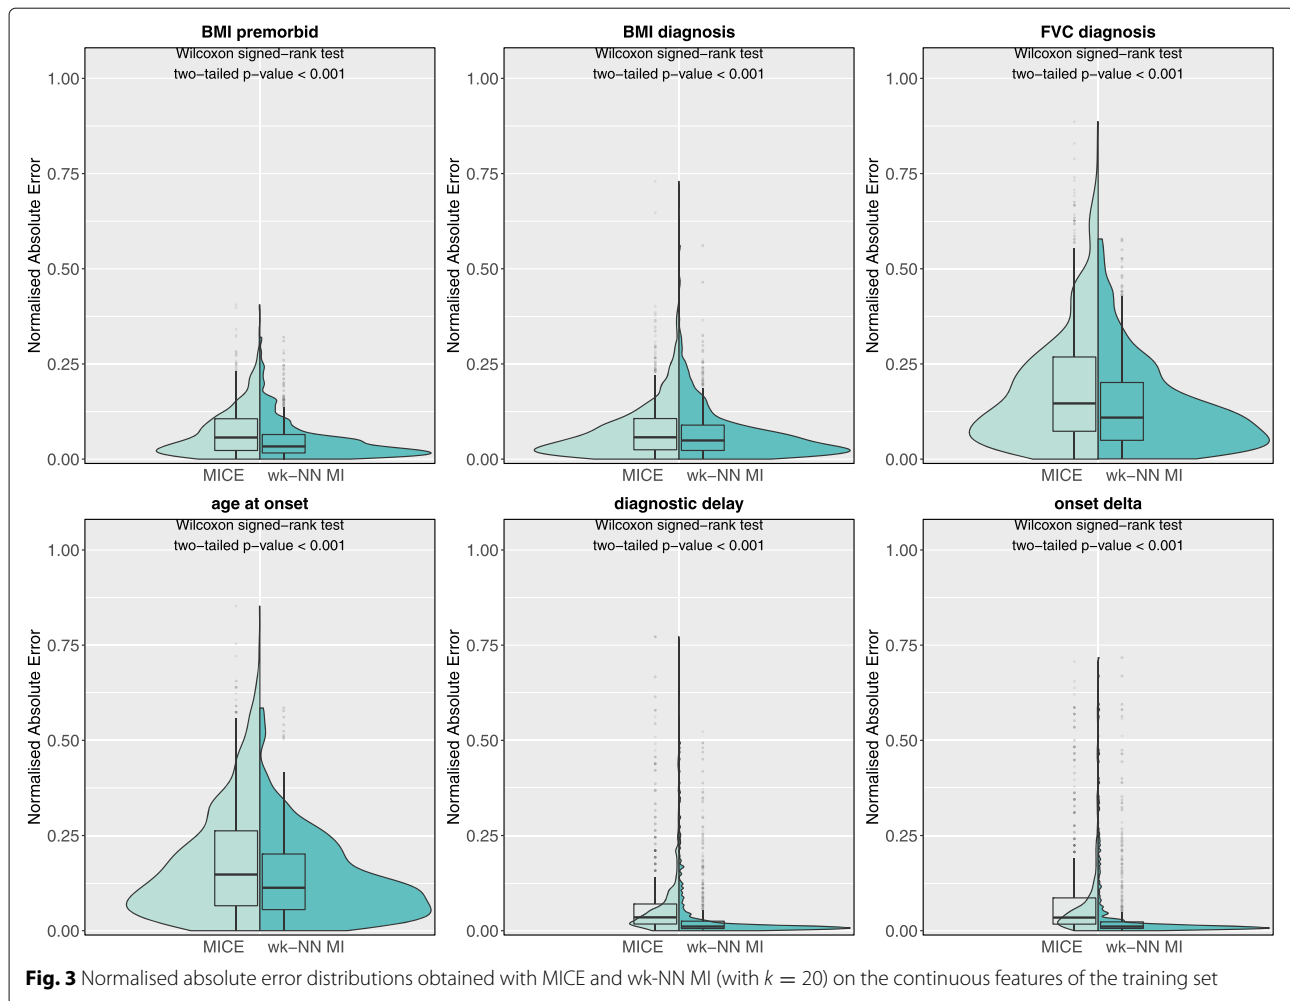 BMI premorbid
Wilcoxon signed−rank test
two−tailed p−value < 0.001
Normalised Absolute Error
1.00
0.75
0.50
0.25
0.00
MICE wk−NN MI
BMI diagnosis
Wilcoxon signed−rank test
two−tailed p−value < 0.001
Normalised Absolute Error
1.00
0.75
0.50
0.25
0.00
MICE wk−NN MI
FVC diagnosis
Wilcoxon signed−rank test
two−tailed p−value < 0.001
Normalised Absolute Error
1.00
0.75
0.50
0.25
0.00
MICE wk−NN MI
age at onset
Wilcoxon signed−rank test
two−tailed p−value < 0.001
Normalised Absolute Error
1.00
0.75
0.50
0.25
0.00
MICE wk−NN MI
diagnostic delay
Wilcoxon signed−rank test
two−tailed p−value < 0.001
Normalised Absolute Error
1.00
0.75
0.50
0.25
0.00
MICE wk−NN MI
onset delta
Wilcoxon signed−rank test
two−tailed p−value < 0.001
Normalised Absolute Error
1.00
0.75
0.50
0.25
0.00
MICE wk−NN MI
Fig. 3 Normalised absolute error distributions obtained with MICE and wk-NN MI (with k = 20) on the continuous features of the training set